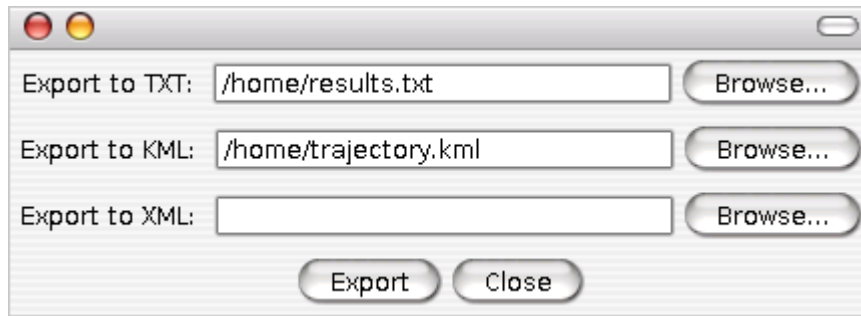 Export to TXT: /home/results.txt Browse...
Export to KML: /home/trajectory.kml Browse...
Export to XML: Browse...
Export Close